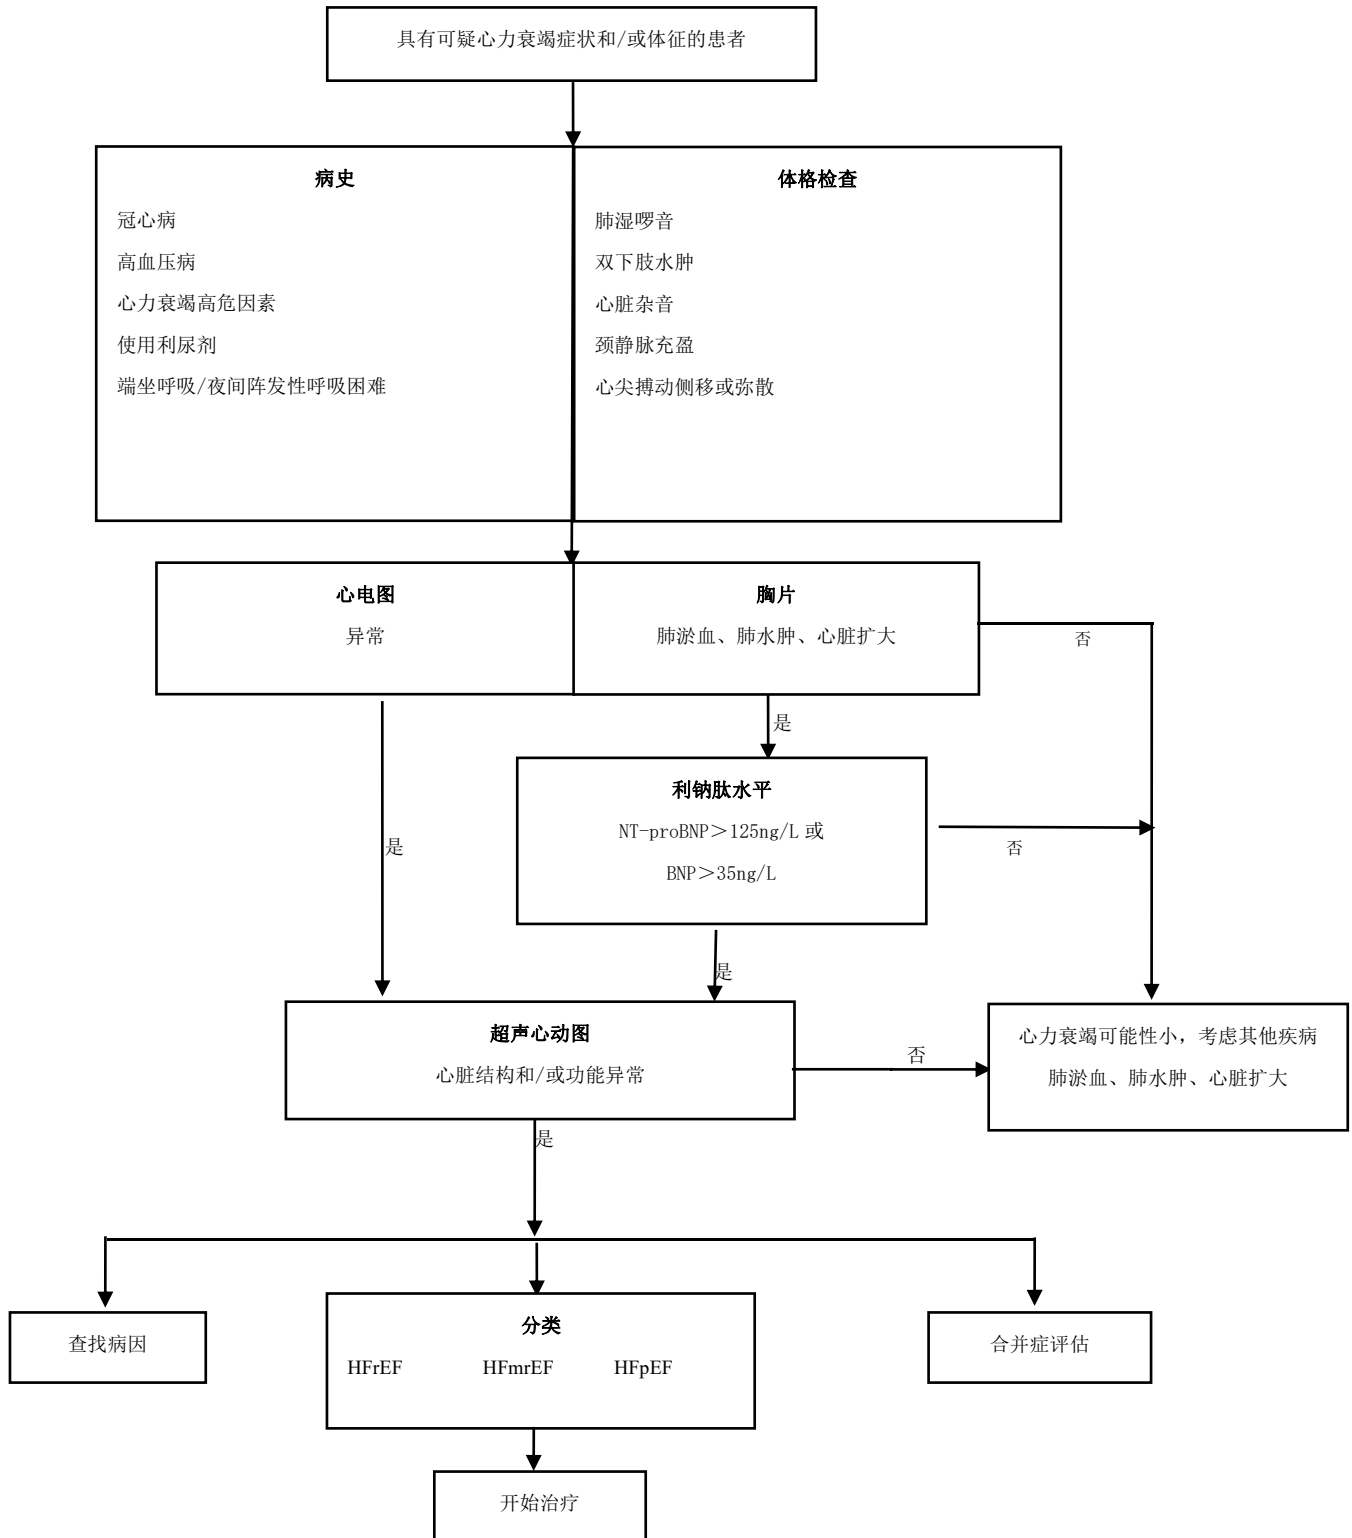 具有可疑心力衰竭症状和/或体征的患者
病史
冠心病
高血压病
心力衰竭高危因素
使用利尿剂
端坐呼吸/夜间阵发性呼吸困难
体格检查
肺湿啰音
双下肢水肿
心脏杂音
颈静脉充盈
心尖搏动侧移或弥散
心电图
异常
胸片
肺淤血、肺水肿、心脏扩大
否
是
利钠肽水平
NT-proBNP＞125ng/L 或
BNP＞35ng/L
否
是
是
超声心动图
心脏结构和/或功能异常
否
心力衰竭可能性小，考虑其他疾病
肺淤血、肺水肿、心脏扩大
是
查找病因
分类
HFrEF HFmrEF HFpEF
合并症评估
开始治疗